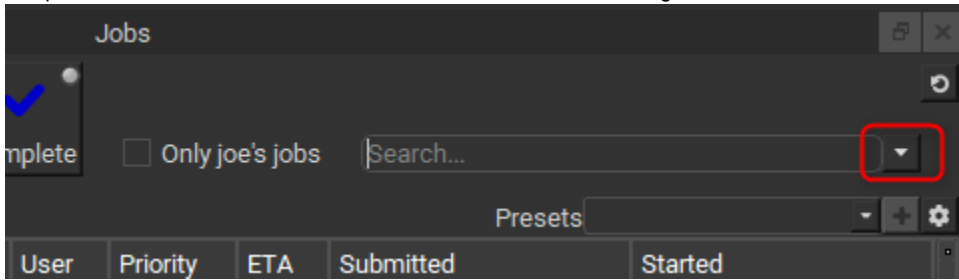 Jobs
mplete
Only joe's jobs
Search...
Presets
User Priority ETA Submitted Started